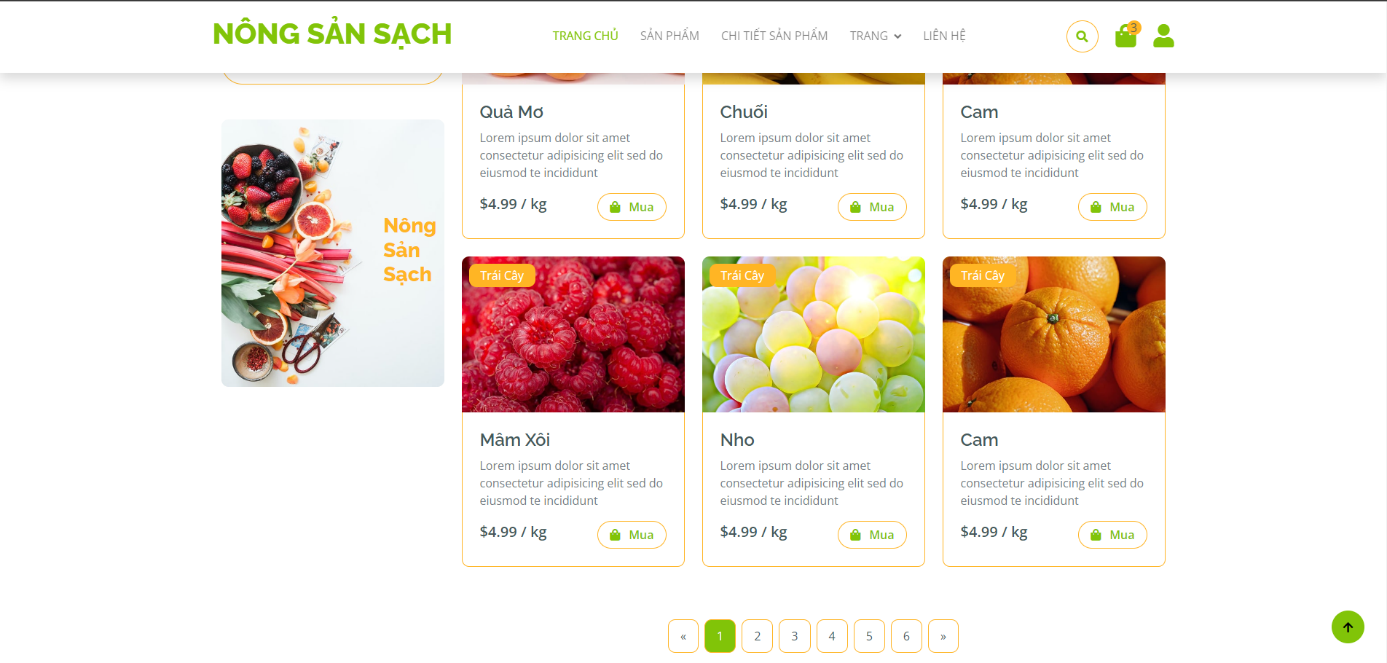 NÔNG SẢN SẠCH
TRANG CHỦ SẢN PHẨM CHI TIẾT SẢN PHẨM TRANG LIÊN HỆ
3
Nông
Sản
Sạch
Quả Mơ
Lorem ipsum dolor sit amet
consectetur adipisicing elit sed do
eiusmod te incididunt
$4.99 / kg
Mua
Chuối
Lorem ipsum dolor sit amet
consectetur adipisicing elit sed do
eiusmod te incididunt
$4.99 / kg
Mua
Cam
Lorem ipsum dolor sit amet
consectetur adipisicing elit sed do
eiusmod te incididunt
$4.99 / kg
Mua
Trái Cây
Mâm Xôi
Lorem ipsum dolor sit amet
consectetur adipisicing elit sed do
eiusmod te incididunt
$4.99 / kg
Mua
Trái Cây
Nho
Lorem ipsum dolor sit amet
consectetur adipisicing elit sed do
eiusmod te incididunt
$4.99 / kg
Mua
Trái Cây
Cam
Lorem ipsum dolor sit amet
consectetur adipisicing elit sed do
eiusmod te incididunt
$4.99 / kg
Mua
« 1 2 3 4 5 6 »